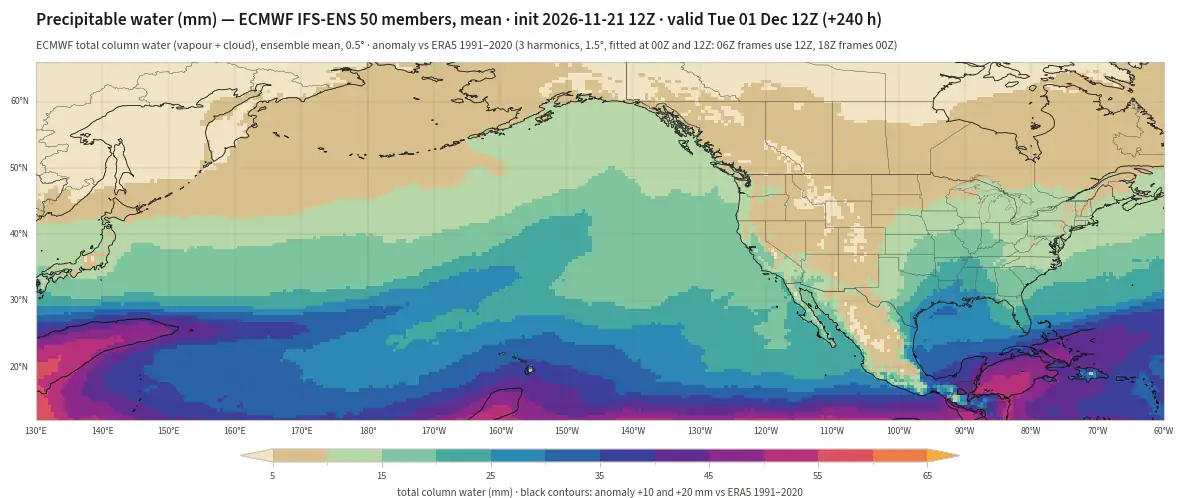 Precipitable water (mm) — ECMWF IFS-ENS 50 members, mean · init 2026-11-21 12Z · valid Tue 01 Dec 12Z (+240 h)
ECMWF total column water (vapour + cloud), ensemble mean, 0.5° · anomaly vs ERA5 1991–2020 (3 harmonics, 1.5°, fitted at 00Z and 12Z: 06Z frames use 12Z, 18Z frames 00Z)
60°N
50°N
40°N
30°N
20°N
130°E 140°E 150°E 160°E 170°E 180° 170°W 160°W 150°W 140°W 130°W 120°W 110°W 100°W 90°W 80°W 70°W 60°W
5 15 25 35 45 55 65
total column water (mm) · black contours: anomaly +10 and +20 mm vs ERA5 1991–2020